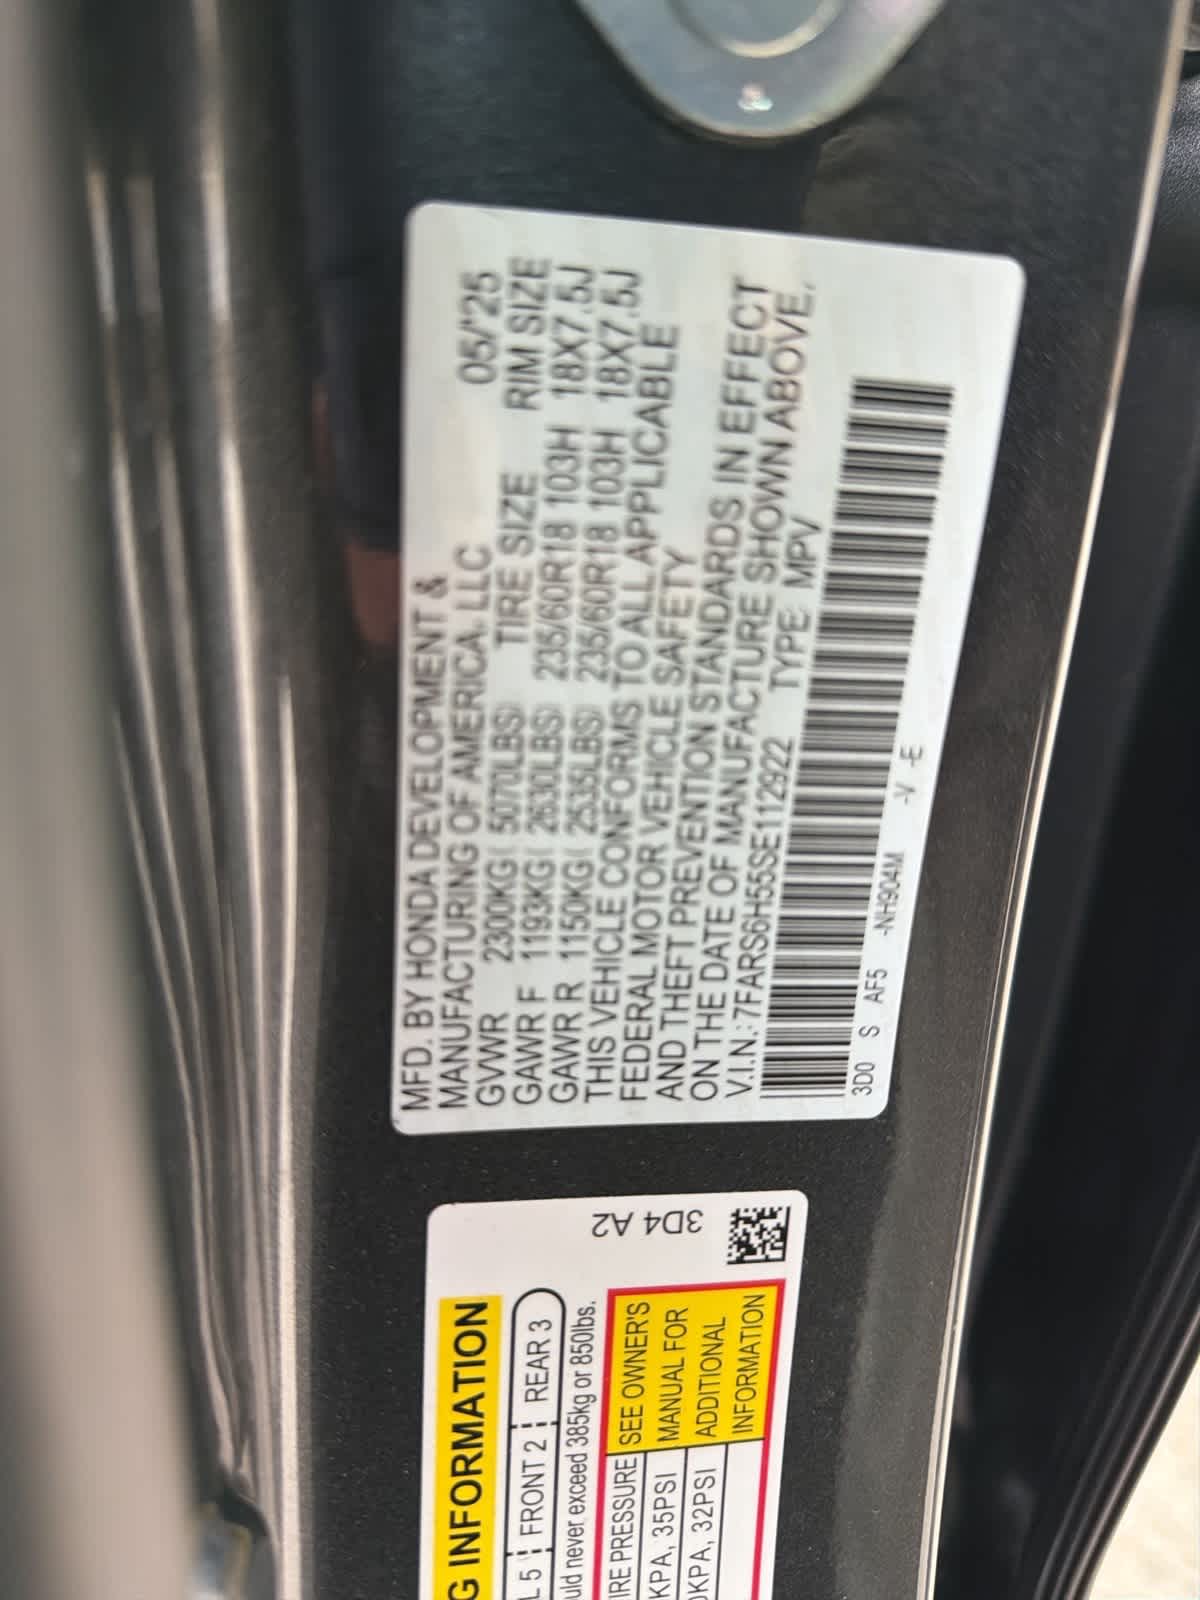 MFD. BY HONDA DEVELOPMENT &
MANUFACTURING OF AMERICA, LLC 05/'25
GVWR 2300KG( 5070LBS) TIRE SIZE RIM SIZE
GAWR F 1193KG( 2630LBS) 235/60R18 103H 18X7.5J
GAWR R 1150KG( 2535LBS) 235/60R18 103H 18X7.5J
THIS VEHICLE CONFORMS TO ALL APPLICABLE
FEDERAL MOTOR VEHICLE SAFETY
AND THEFT PREVENTION STANDARDS IN EFFECT
ON THE DATE OF MANUFACTURE SHOWN ABOVE.
V.I.N.: 7FARS6H55SE112922 TYPE: MPV
3D0 S AF5 -NH904M -V -E
3D4 A2
G INFORMATION
L 5 FRONT 2 REAR 3
uld never exceed 385kg or 850lbs.
IRE PRESSURE SEE OWNER'S
KPA, 35PSI MANUAL FOR
0KPA, 32PSI ADDITIONAL
INFORMATION